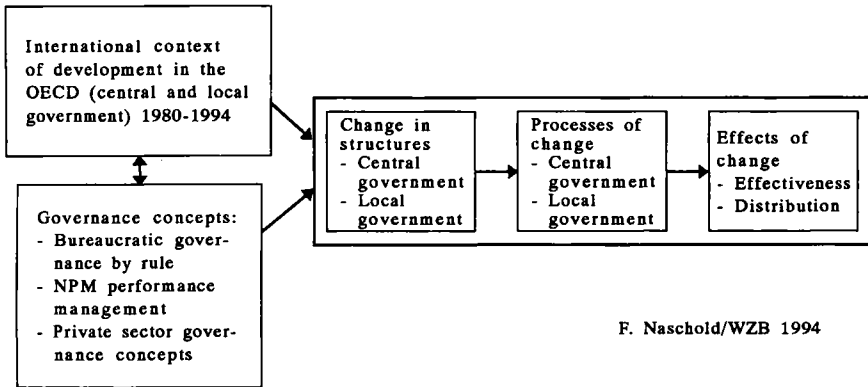 International context
of development in the
OECD (central and local
government) 1980-1994
Governance concepts:
- Bureaucratic gover-
nance by rule
- NPM performance
management
- Private sector gover-
nance concepts
Change in
structures
- Central
government
- Local
government
Processes of
change
- Central
government
- Local
government
Effects of
change
- Effectiveness
- Distribution
F. Naschold/WZB 1994